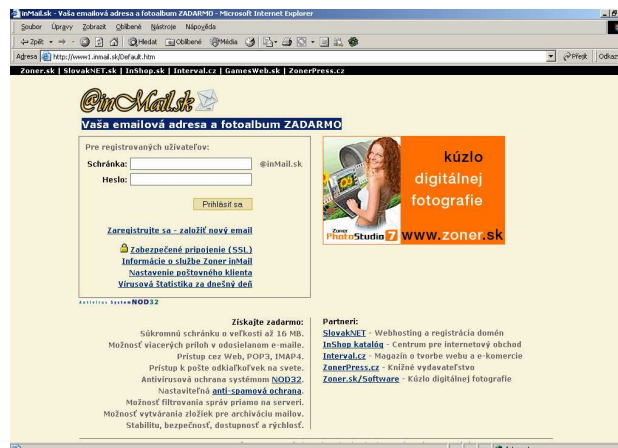 inMail.sk - Vaša emailová adresa a fotoalbum ZADARMO - Microsoft Internet Explorer
Soubor Úpravy Zobrazit Oblíbené Nástroje Nápověda
Zpět Hledat Oblíbené Média
Adresa http://www1.inmail.sk/Default.htm Přejít Odkazy
Zoner.sk | SlovakNET.sk | InShop.sk | Interval.cz | GamesWeb.sk | ZonerPress.cz
@inMail.sk
Vaša emailová adresa a fotoalbum ZADARMO
Pre registrovaných užívateľov:
Schránka: @inMail.sk
Heslo:
Prihlásiť sa
Zaregistrujte sa - založiť nový email
Zabezpečené pripojenie (SSL)
Informácie o službe Zoner inMail
Nastavenie poštovného klienta
Vírusová štatistika za dnešný deň
Antivirus System NOD32
kúzlo
digitálnej
fotografie
Zoner
PhotoStudio 7 www.zoner.sk
Získajte zadarmo:
Súkromnú schránku o veľkosti až 16 MB.
Možnosť viacerých príloh v odosielanom e-maile.
Prístup cez Web, POP3, IMAP4.
Prístup k pošte odkiaľkoľvek na svete.
Antivírusová ochrana systémom NOD32.
Nastaviteľná anti-spamová ochrana.
Možnosť filtrovania správ priamo na serveri.
Možnosť vytvárania zložiek pre archiváciu mailov.
Stabilitu, bezpečnosť, dostupnosť a rýchlosť.
Partneri:
SlovakNET - Webhosting a registrácia domén
InShop katalóg - Centrum pre internetový obchod
Interval.cz - Magazín o tvorbe webu a e-komercie
ZonerPress.cz - Knižné vydavateľstvo
Zoner.sk/Software - Kúzlo digitálnej fotografie